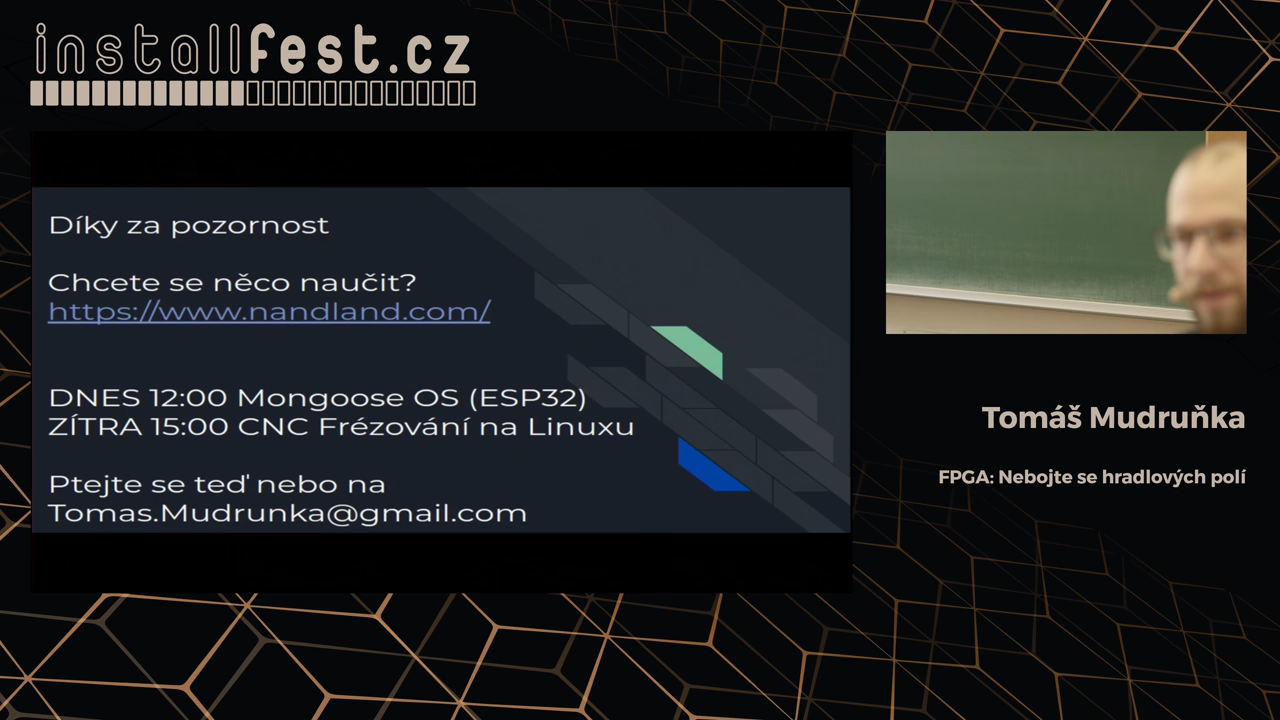 installfest.cz
Díky za pozornost
Chcete se něco naučit?
https://www.nandland.com/
DNES 12:00 Mongoose OS (ESP32)
ZÍTRA 15:00 CNC Frézování na Linuxu
Ptejte se teď nebo na
Tomas.Mudrunka@gmail.com
Tomáš Mudruňka
FPGA: Nebojte se hradlových polí